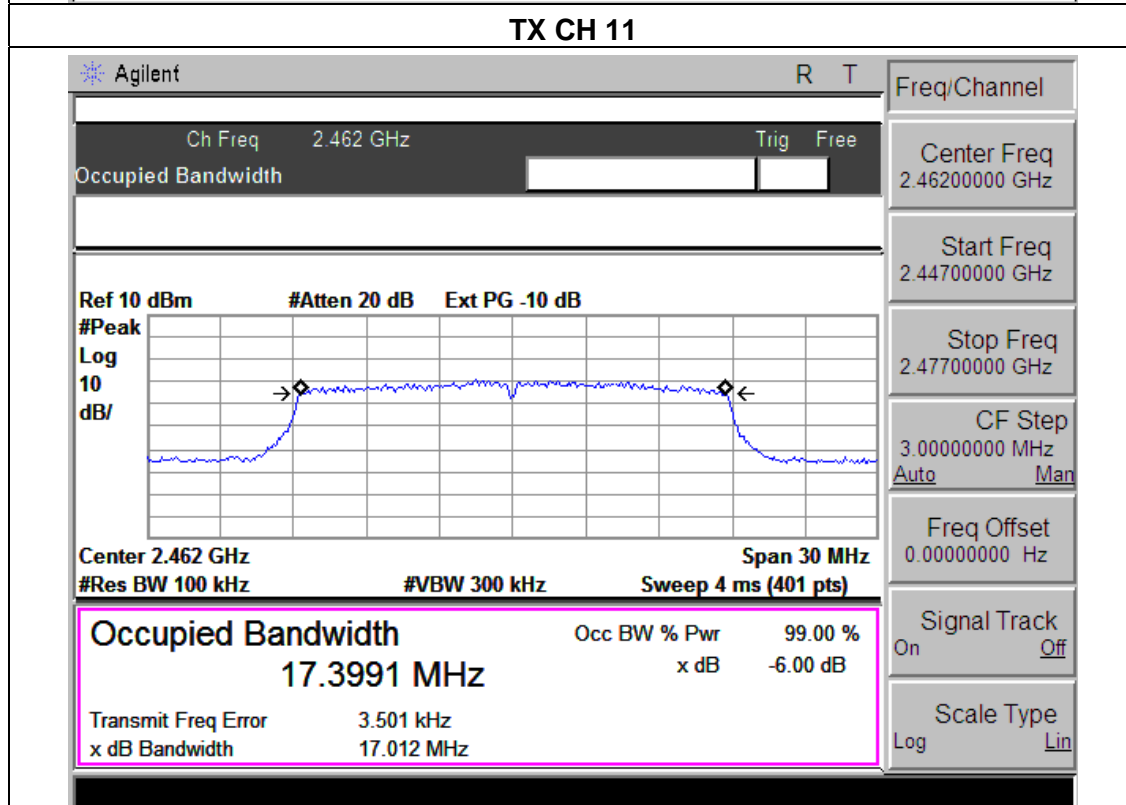 TX CH 11
Agilent R T
Ch Freq 2.462 GHz Trig Free
Occupied Bandwidth
Ref 10 dBm #Atten 20 dB Ext PG -10 dB
#Peak
Log
10
dB/
Center 2.462 GHz Span 30 MHz
#Res BW 100 kHz #VBW 300 kHz Sweep 4 ms (401 pts)
Occupied Bandwidth Occ BW % Pwr 99.00 %
17.3991 MHz x dB -6.00 dB
Transmit Freq Error 3.501 kHz
x dB Bandwidth 17.012 MHz
Freq/Channel
Center Freq
2.46200000 GHz
Start Freq
2.44700000 GHz
Stop Freq
2.47700000 GHz
CF Step
3.00000000 MHz
Auto Man
Freq Offset
0.00000000 Hz
Signal Track
On Off
Scale Type
Log Lin